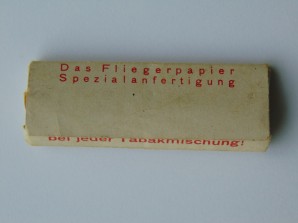 Das Fliegerpapier
Spezialanfertigung
bei jeder Tabakmischung!